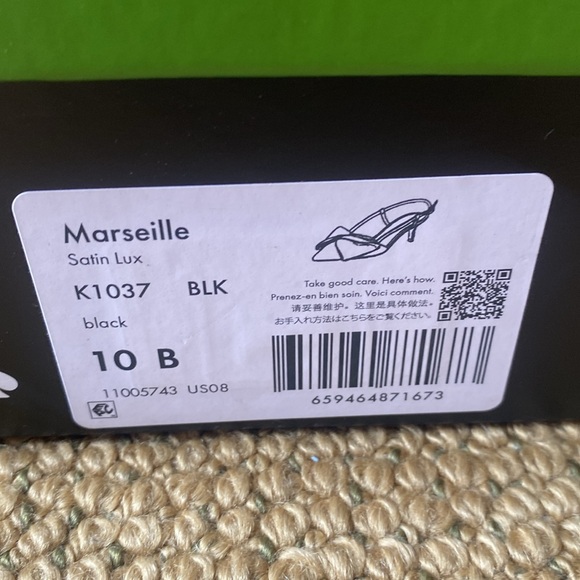 Marseille
Satin Lux
K1037 BLK
black
10 B
11005743 US08
Take good care. Here's how.
Prenez-en bien soin. Voici comment.
请妥善维护。这里是具体做法。
お手入れ方法はこちらをご覧ください。
659464871673